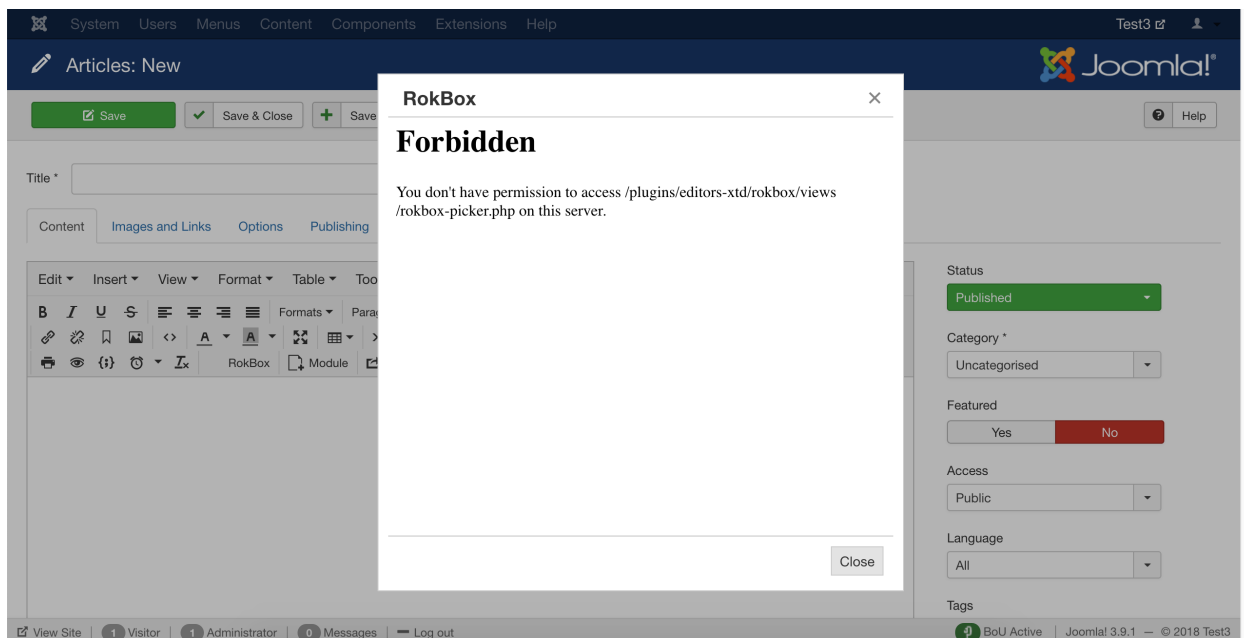 System Users Menus Content Components Extensions Help Test3
Articles: New
Joomla!®
Save Save & Close Save Help
RokBox ×
Forbidden
You don't have permission to access /plugins/editors-xtd/rokbox/views
/rokbox-picker.php on this server.
Close
Title *
Content Images and Links Options Publishing
Edit Insert View Format Table Too
B I U S Formats Parag
A A
Ix RokBox Module
Status
Published
Category *
Uncategorised
Featured
Yes No
Access
Public
Language
All
Tags
View Site | 1 Visitor | 1 Administrator | 0 Messages | Log out BoU Active | Joomla! 3.9.1 — © 2018 Test3